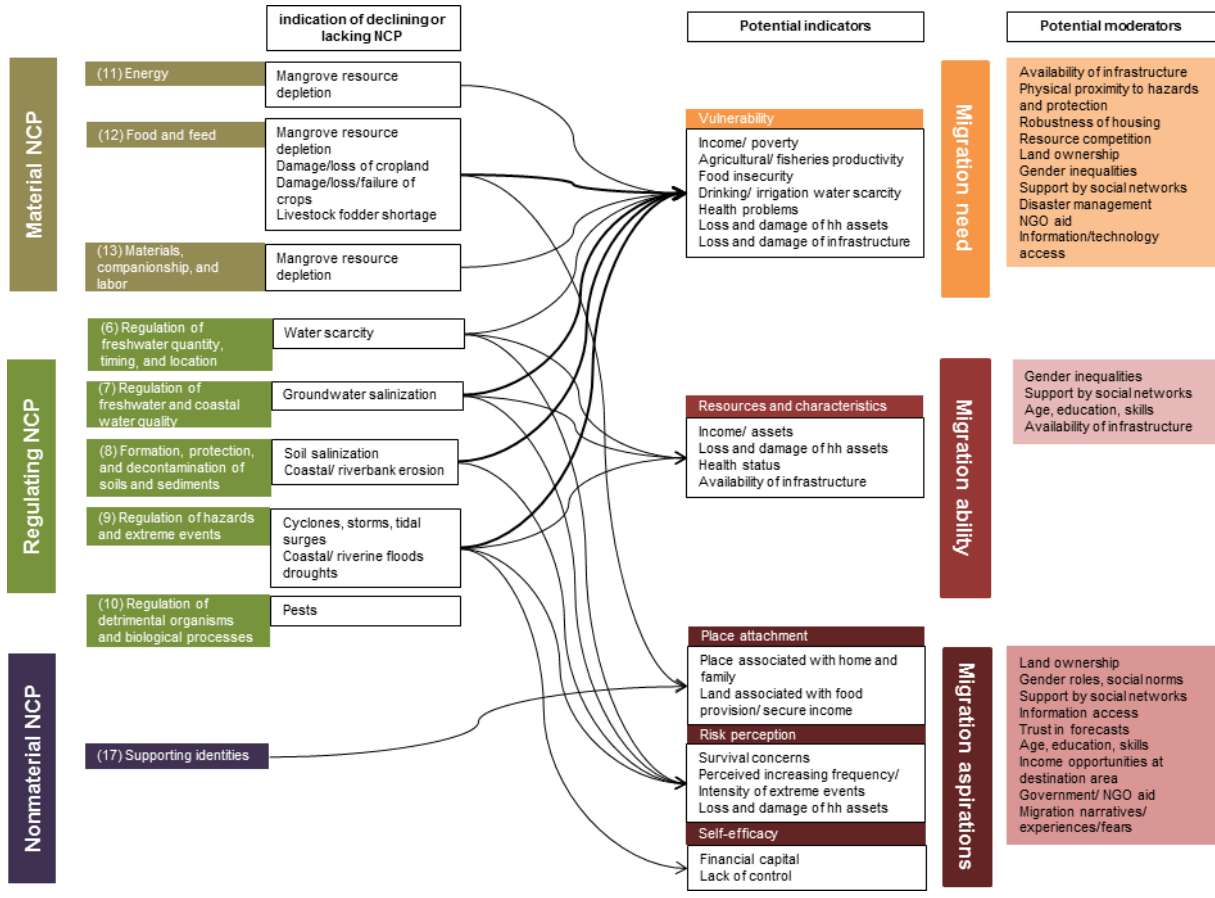 indication of declining or
lacking NCP
Potential indicators
Potential moderators
Material NCP
(11) Energy
Mangrove resource
depletion
(12) Food and feed
Mangrove resource
depletion
Damage/loss of cropland
Damage/loss/failure of
crops
Livestock fodder shortage
(13) Materials,
companionship, and
labor
Mangrove resource
depletion
Regulating NCP
(6) Regulation of
freshwater quantity,
timing, and location
Water scarcity
(7) Regulation of
freshwater and coastal
water quality
Groundwater salinization
(8) Formation, protection,
and decontamination of
soils and sediments
Soil salinization
Coastal/ riverbank erosion
(9) Regulation of hazards
and extreme events
Cyclones, storms, tidal
surges
Coastal/ riverine floods
droughts
(10) Regulation of
detrimental organisms
and biological processes
Pests
Nonmaterial NCP
(17) Supporting identities
Vulnerability
Income/ poverty
Agricultural/ fisheries productivity
Food insecurity
Drinking/ irrigation water scarcity
Health problems
Loss and damage of hh assets
Loss and damage of infrastructure
Migration need
Availability of infrastructure
Physical proximity to hazards
and protection
Robustness of housing
Resource competition
Land ownership
Gender inequalities
Support by social networks
Disaster management
NGO aid
Information/technology
access
Resources and characteristics
Income/ assets
Loss and damage of hh assets
Health status
Availability of infrastructure
Migration ability
Gender inequalities
Support by social networks
Age, education, skills
Availability of infrastructure
Place attachment
Place associated with home and
family
Land associated with food
provision/ secure income
Risk perception
Survival concerns
Perceived increasing frequency/
Intensity of extreme events
Loss and damage of hh assets
Self-efficacy
Financial capital
Lack of control
Migration aspirations
Land ownership
Gender roles, social norms
Support by social networks
Information access
Trust in forecasts
Age, education, skills
Income opportunities at
destination area
Government/ NGO aid
Migration narratives/
experiences/fears